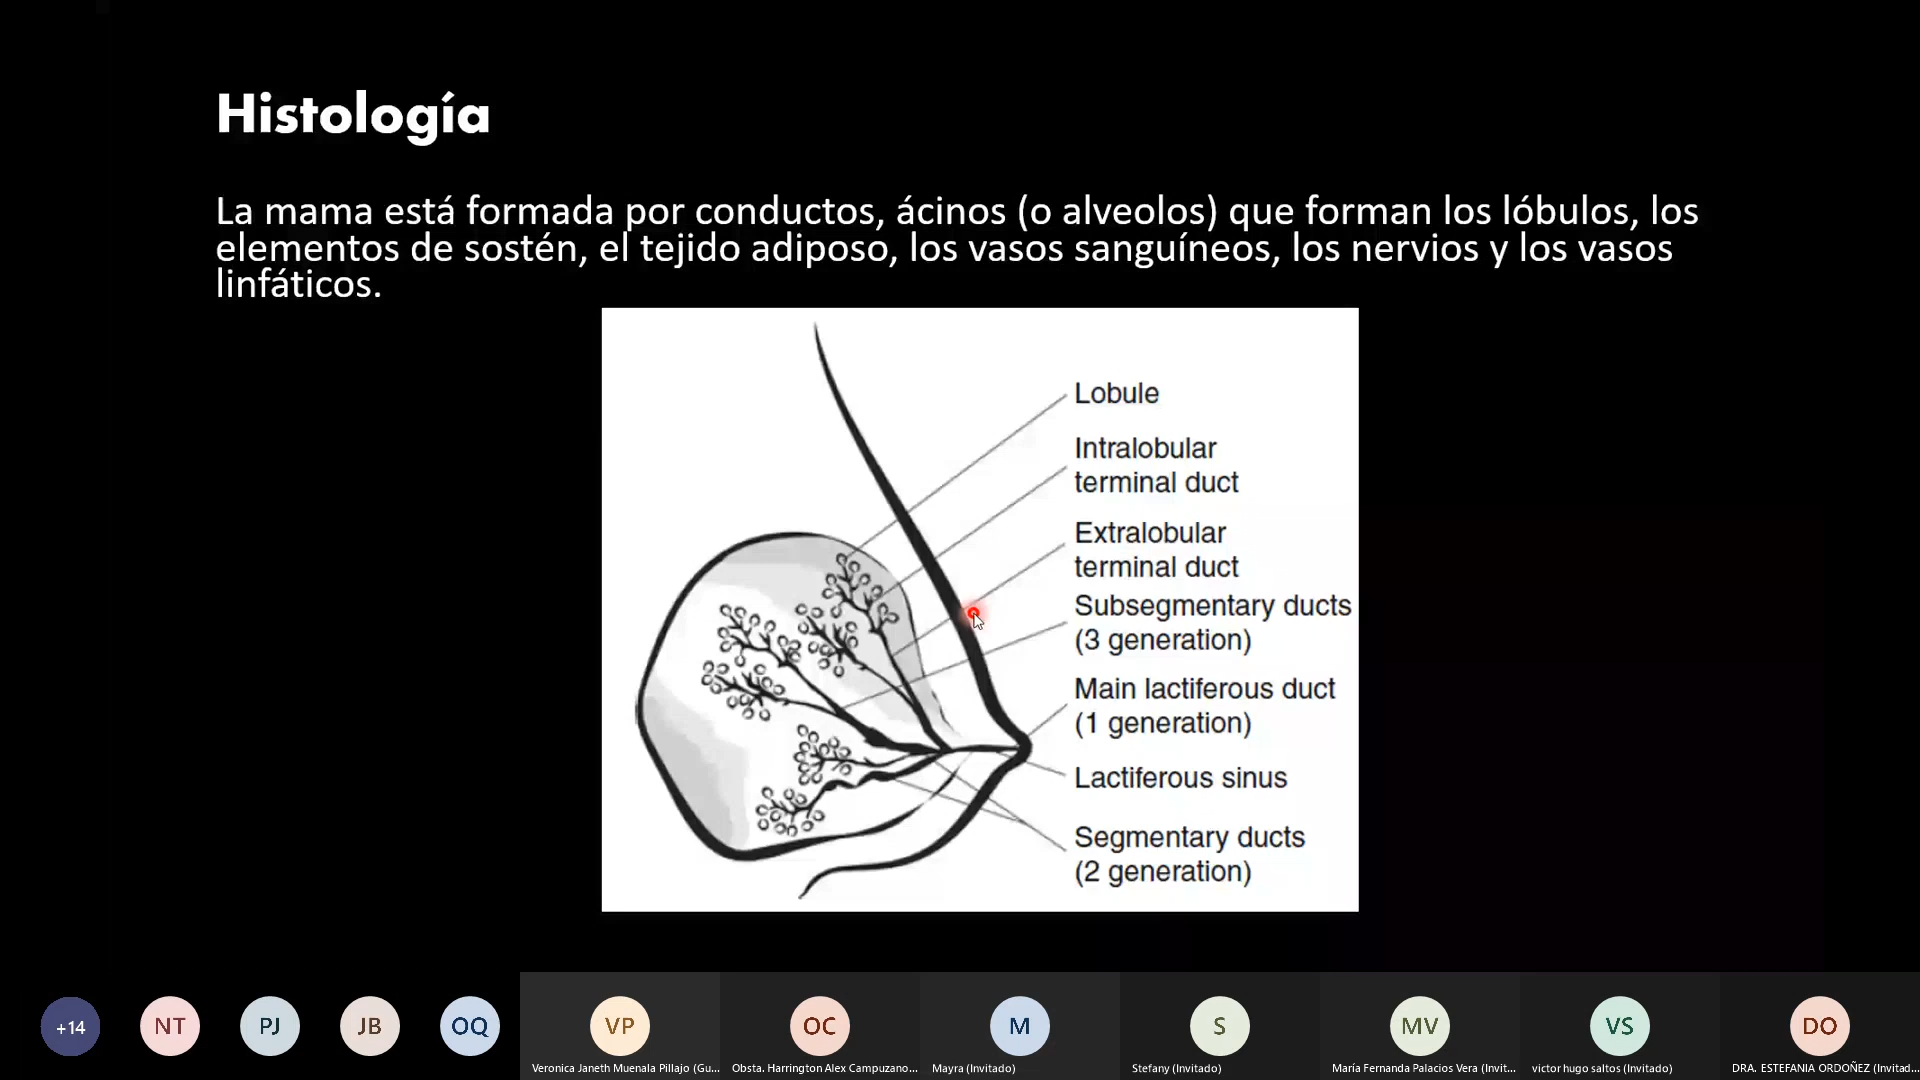 Histología
La mama está formada por conductos, ácinos (o alveolos) que forman los lóbulos, los
elementos de sostén, el tejido adiposo, los vasos sanguíneos, los nervios y los vasos
linfáticos.
Lobule
Intralobular
terminal duct
Extralobular
terminal duct
Subsegmentary ducts
(3 generation)
Main lactiferous duct
(1 generation)
Lactiferous sinus
Segmentary ducts
(2 generation)
+14
NT
PJ
JB
OQ
VP
OC
M
S
MV
VS
DO
Veronica Janeth Muenala Pillajo (Gu...
Obsta. Harrington Alex Campuzano...
Mayra (Invitado)
Stefany (Invitado)
María Fernanda Palacios Vera (Invit...
victor hugo saltos (Invitado)
DRA. ESTEFANIA ORDOÑEZ (Invitad...